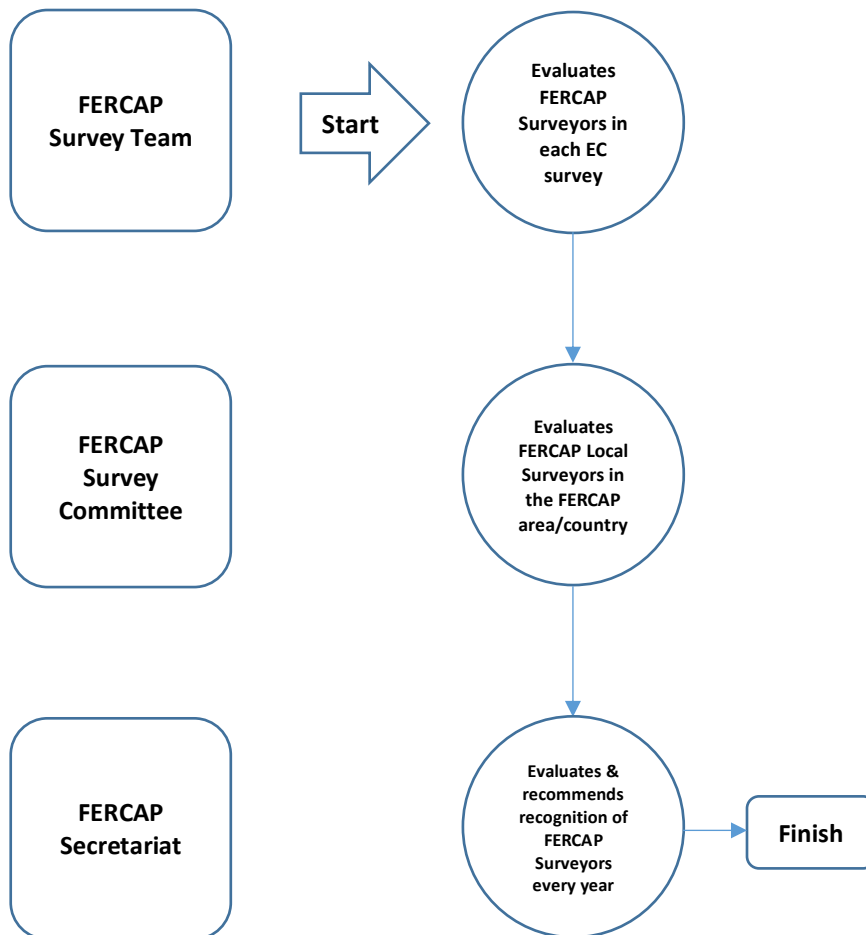 FERCAP
Survey Team
Start
Evaluates
FERCAP
Surveyors in
each EC
survey
FERCAP
Survey
Committee
Evaluates
FERCAP Local
Surveyors in
the FERCAP
area/country
FERCAP
Secretariat
Evaluates &
recommends
recognition of
FERCAP
Surveyors
every year
Finish